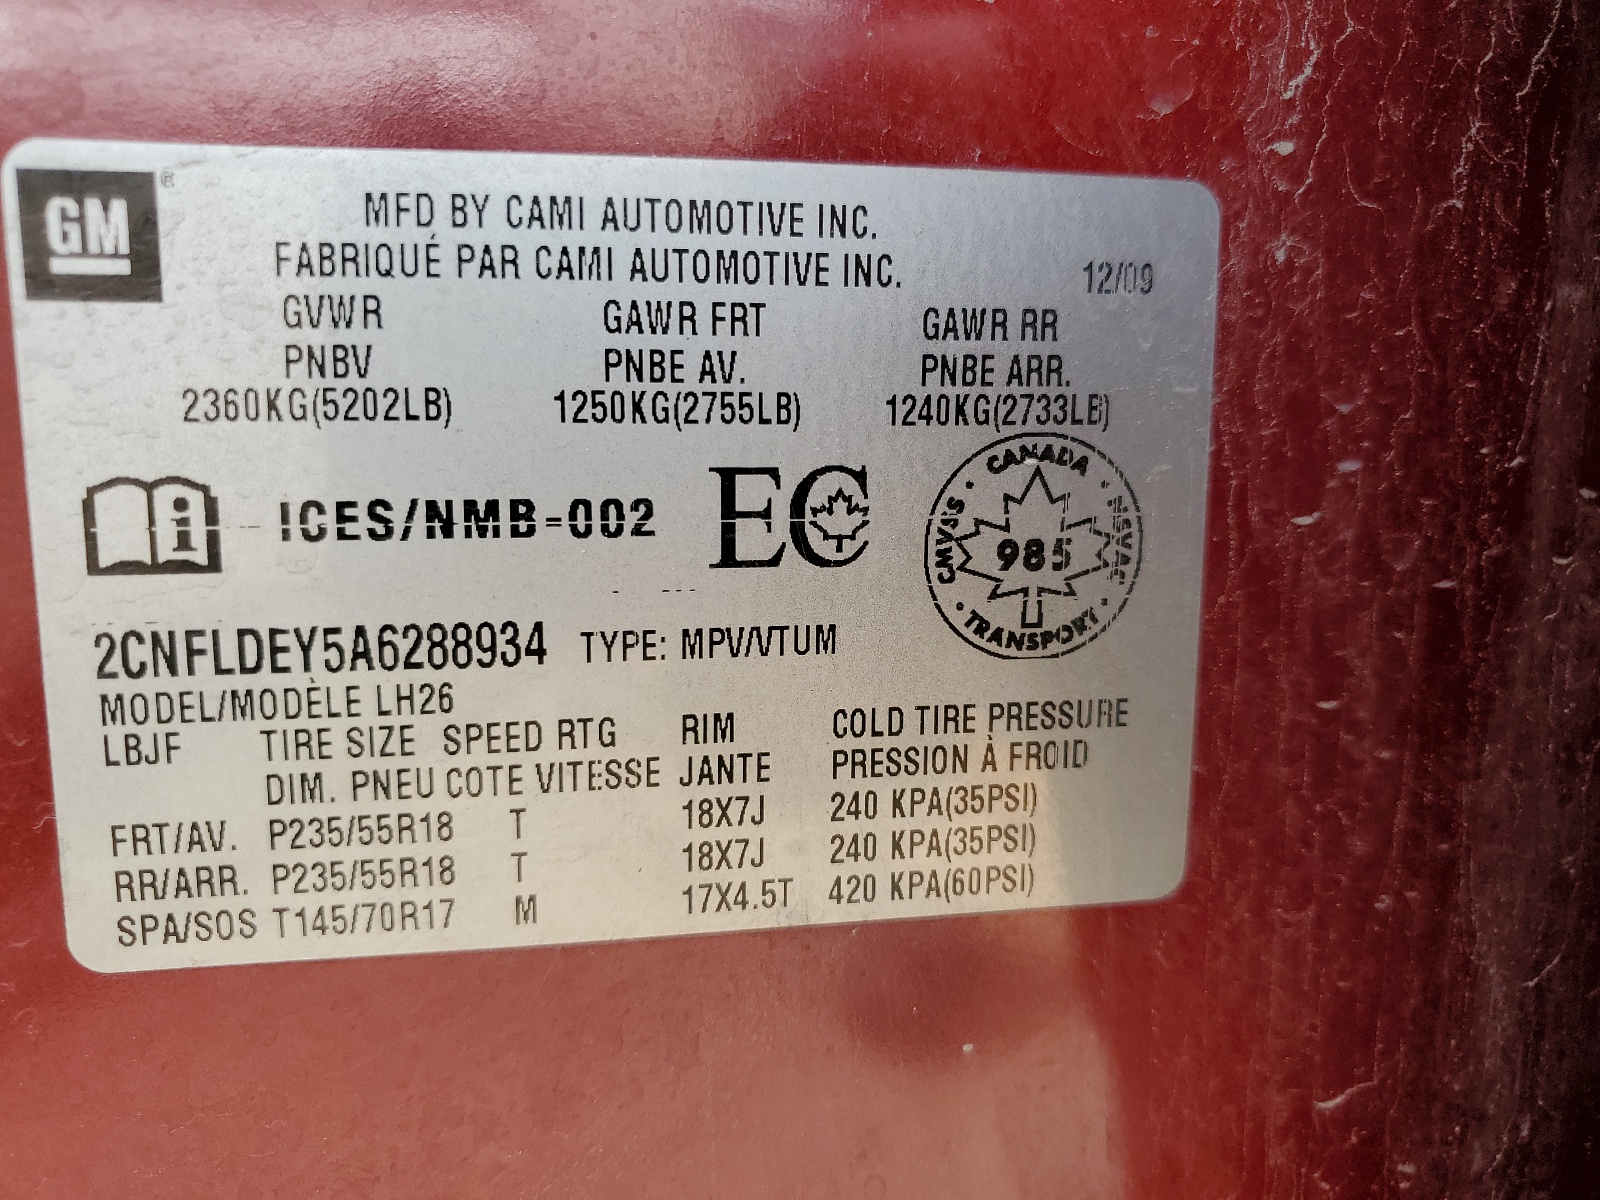 GM ®
MFD BY CAMI AUTOMOTIVE INC.
FABRIQUÉ PAR CAMI AUTOMOTIVE INC.
12/09
GVWR GAWR FRT GAWR RR
PNBV PNBE AV. PNBE ARR.
2360KG(5202LB) 1250KG(2755LB) 1240KG(2733LB)
i ICES/NMB-002 EC
CANADA
CMVSS 985 NSVAC
TRANSPORT
2CNFLDEY5A6288934 TYPE: MPV/VTUM
MODEL/MODÈLE LH26
LBJF TIRE SIZE SPEED RTG RIM COLD TIRE PRESSURE
DIM. PNEU COTE VITESSE JANTE PRESSION À FROID
FRT/AV. P235/55R18 T 18X7J 240 KPA(35PSI)
RR/ARR. P235/55R18 T 18X7J 240 KPA(35PSI)
SPA/SOS T145/70R17 M 17X4.5T 420 KPA(60PSI)